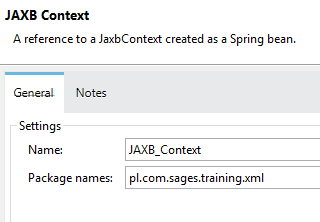 JAXB Context
A reference to a JaxbContext created as a Spring bean.
General Notes
Settings
Name: JAXB_Context
Package names: pl.com.sages.training.xml